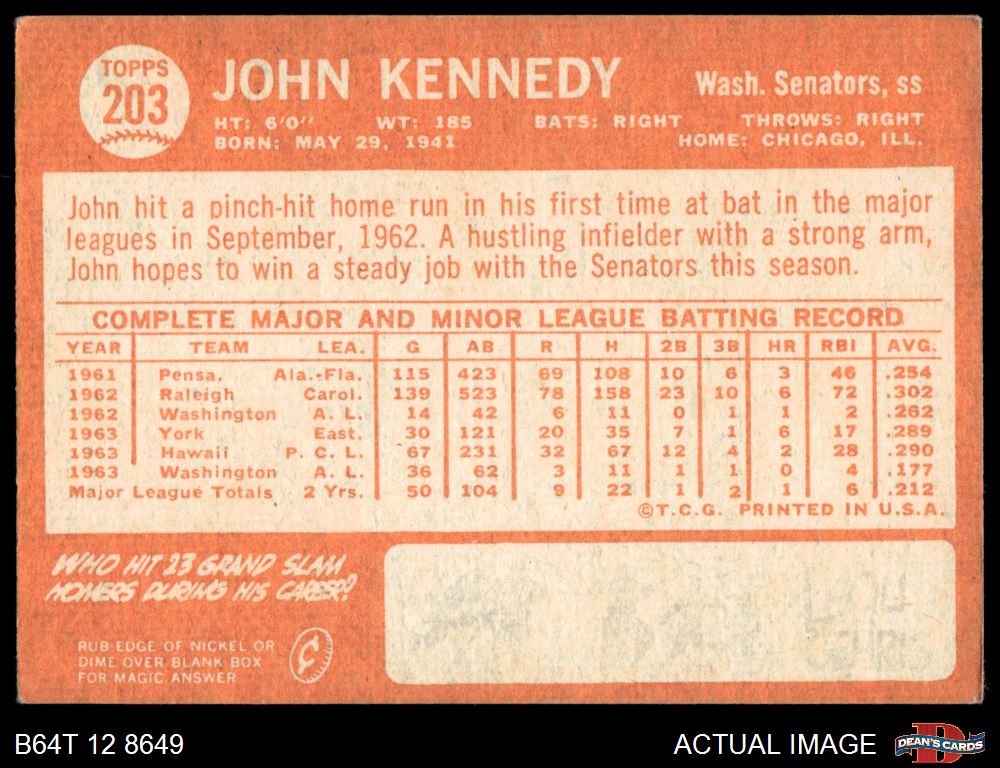 TOPPS
203
JOHN KENNEDY
Wash. Senators, SS
HT: 6'0" WT: 185 BATS: RIGHT THROWS: RIGHT
BORN: MAY 29, 1941 HOME: CHICAGO, ILL.
John hit a pinch-hit home run in his first time at bat in the major
leagues in September, 1962. A hustling infielder with a strong arm,
John hopes to win a steady job with the Senators this season.
COMPLETE MAJOR AND MINOR LEAGUE BATTING RECORD
YEAR TEAM LEA. G AB R H 2B 3B HR RBI AVG.
1961 Pensa. Ala.-Fla. 115 423 69 108 10 6 3 46 .254
1962 Raleigh Carol. 139 523 78 158 23 10 6 72 .302
1962 Washington A. L. 14 42 6 11 0 1 1 2 .262
1963 York East. 30 121 20 35 7 1 6 17 .289
1963 Hawaii P. C. L. 67 231 32 67 12 4 2 28 .290
1963 Washington A. L. 36 62 3 11 1 1 0 4 .177
Major League Totals 2 Yrs. 50 104 9 22 1 2 1 6 .212
©T.C.G. PRINTED IN U.S.A.
WHO HIT 23 GRAND SLAM
HOMERS DURING HIS CAREER?
RUB EDGE OF NICKEL OR
DIME OVER BLANK BOX
FOR MAGIC ANSWER
¢
B64T 12 8649
ACTUAL IMAGE
D
DEAN'S CARDS